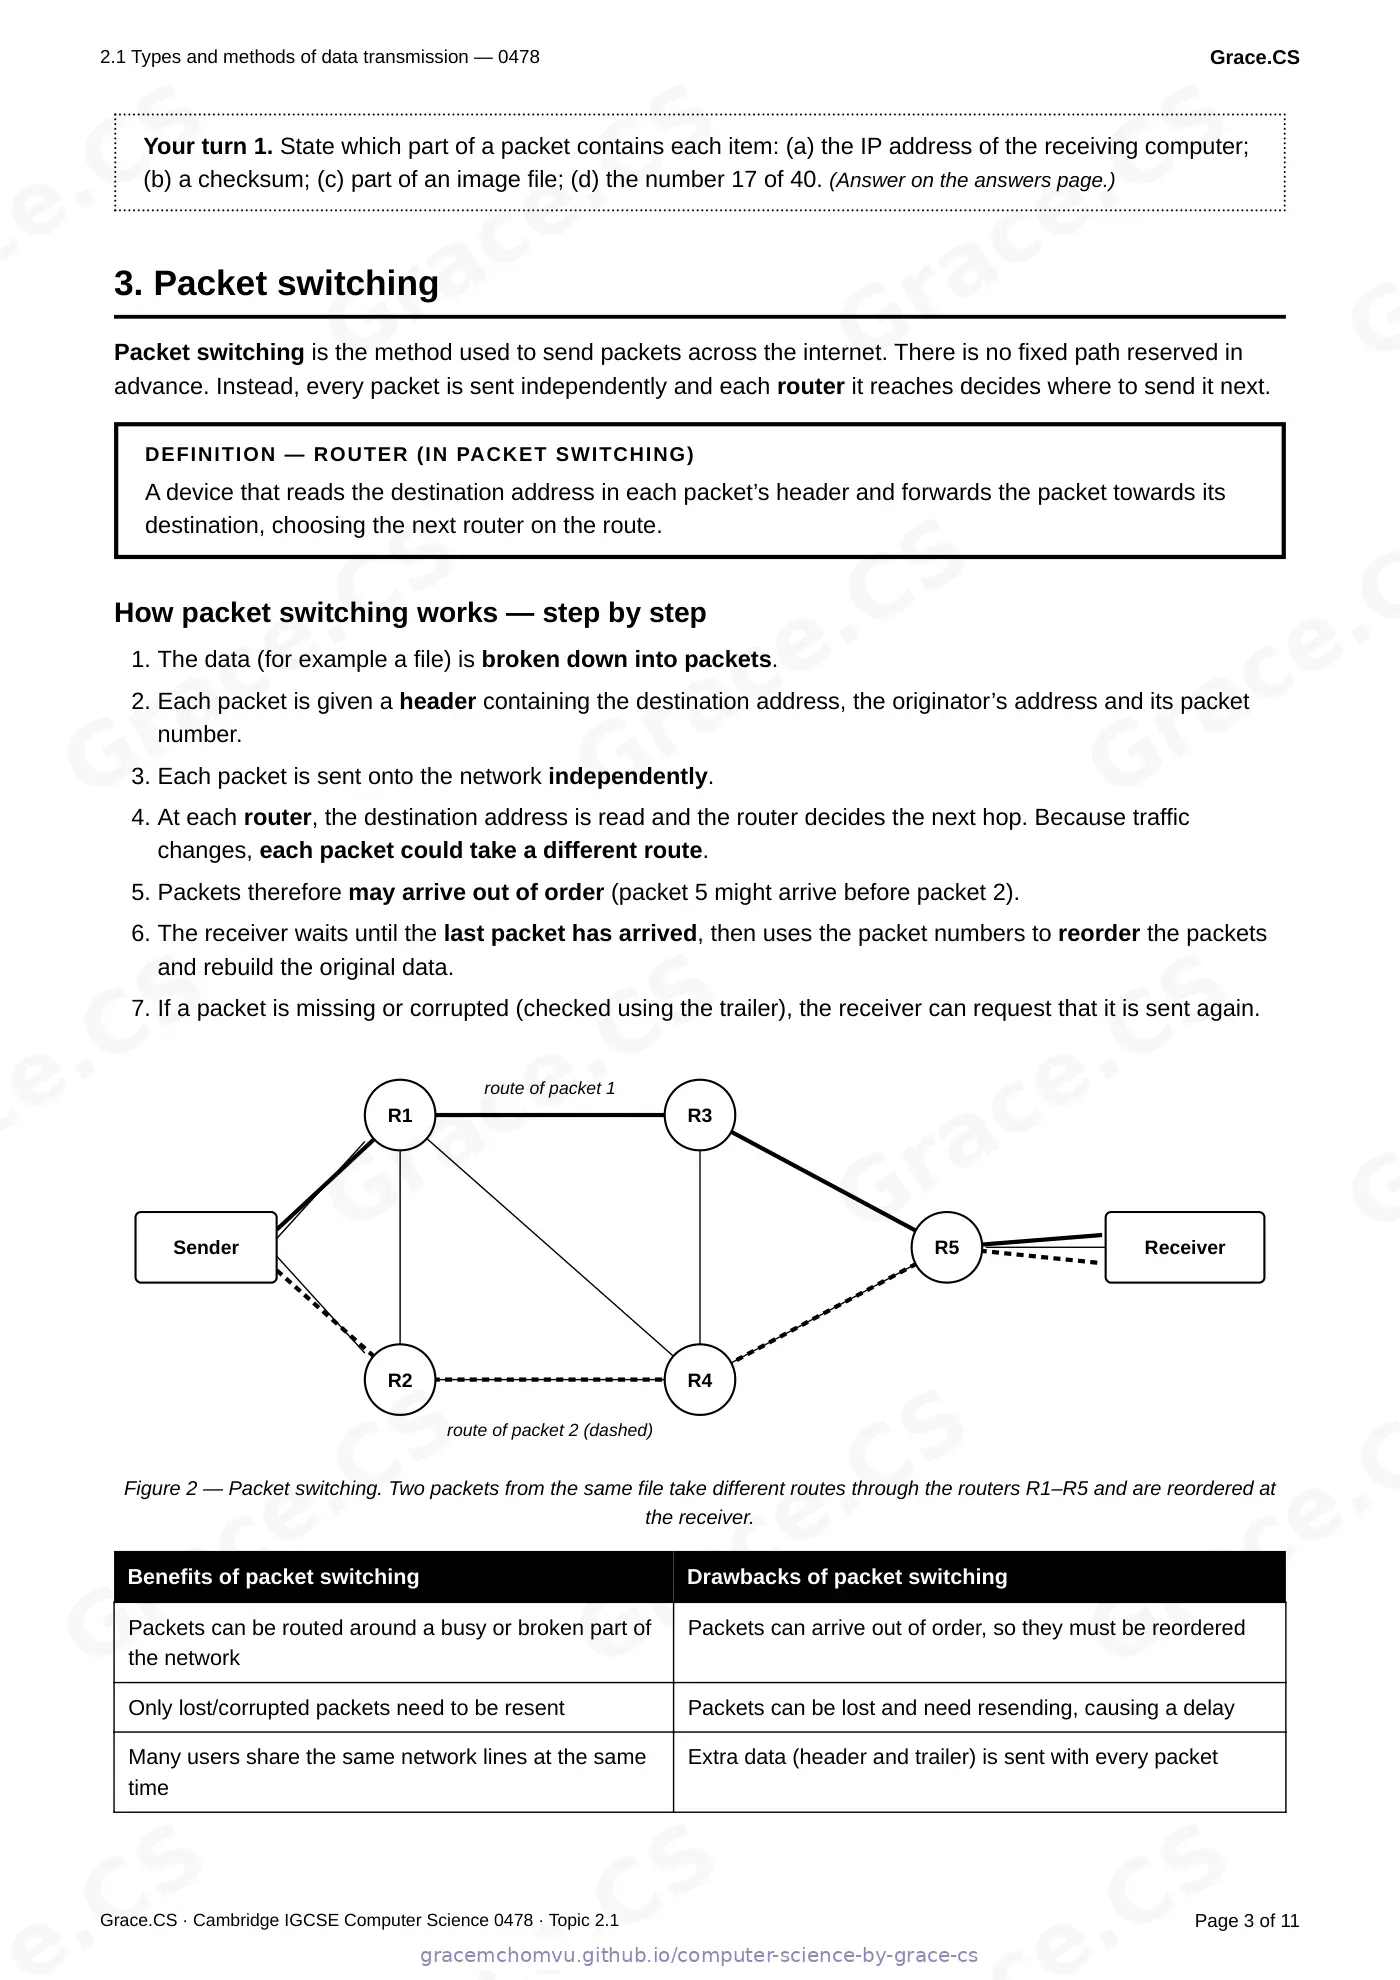 2.1 Types and methods of data transmission — 0478
Grace.CS
Your turn 1. State which part of a packet contains each item: (a) the IP address of the receiving computer;
(b) a checksum; (c) part of an image file; (d) the number 17 of 40. (Answer on the answers page.)
3. Packet switching
Packet switching is the method used to send packets across the internet. There is no fixed path reserved in
advance. Instead, every packet is sent independently and each router it reaches decides where to send it next.
DEFINITION — ROUTER (IN PACKET SWITCHING)
A device that reads the destination address in each packet’s header and forwards the packet towards its
destination, choosing the next router on the route.
How packet switching works — step by step
1. The data (for example a file) is broken down into packets.
2. Each packet is given a header containing the destination address, the originator’s address and its packet
number.
3. Each packet is sent onto the network independently.
4. At each router, the destination address is read and the router decides the next hop. Because traffic
changes, each packet could take a different route.
5. Packets therefore may arrive out of order (packet 5 might arrive before packet 2).
6. The receiver waits until the last packet has arrived, then uses the packet numbers to reorder the packets
and rebuild the original data.
7. If a packet is missing or corrupted (checked using the trailer), the receiver can request that it is sent again.
route of packet 1
R1
R3
Sender
R5
Receiver
R2
R4
route of packet 2 (dashed)
Figure 2 — Packet switching. Two packets from the same file take different routes through the routers R1–R5 and are reordered at
the receiver.
Benefits of packet switching
Drawbacks of packet switching
Packets can be routed around a busy or broken part of
the network
Packets can arrive out of order, so they must be reordered
Only lost/corrupted packets need to be resent
Packets can be lost and need resending, causing a delay
Many users share the same network lines at the same
time
Extra data (header and trailer) is sent with every packet
Grace.CS · Cambridge IGCSE Computer Science 0478 · Topic 2.1
Page 3 of 11
gracemchomvu.github.io/computer-science-by-grace-cs